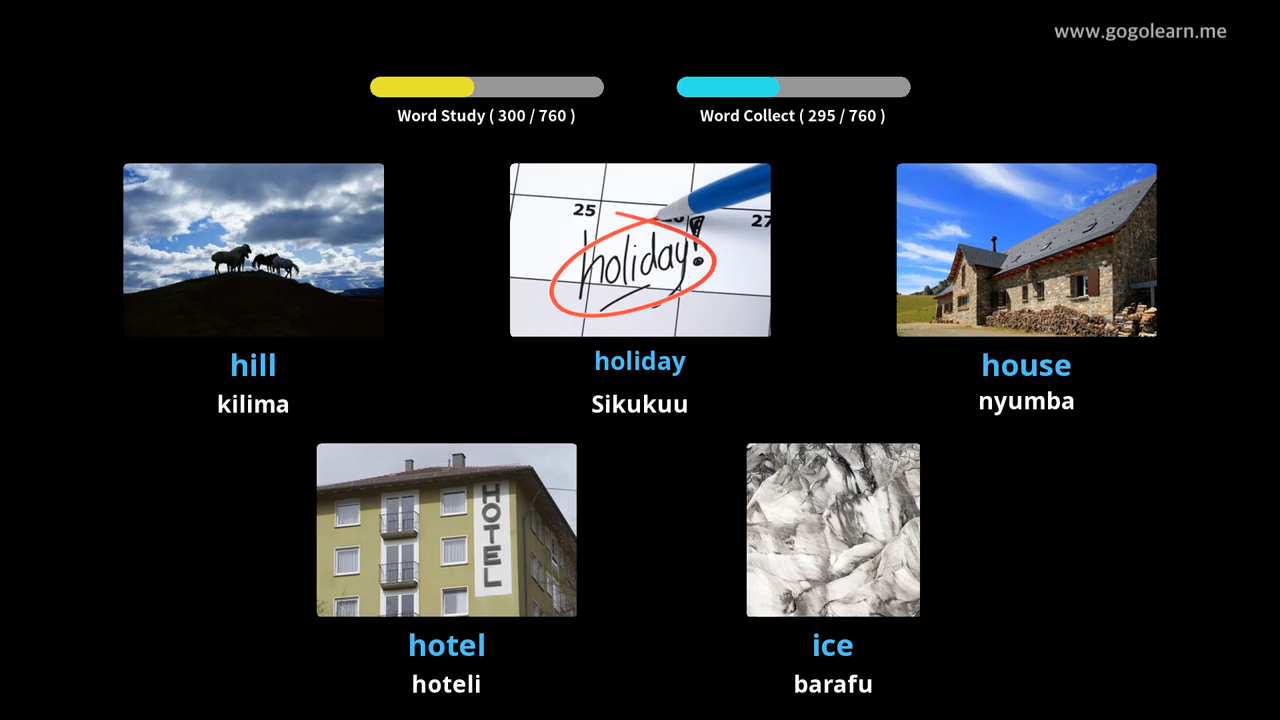 www.gogolearn.me
Word Study ( 300 / 760 )
Word Collect ( 295 / 760 )
25
27
holiday!
HOTEL
hill
holiday
house
kilima
Sikukuu
nyumba
hotel
ice
hoteli
barafu